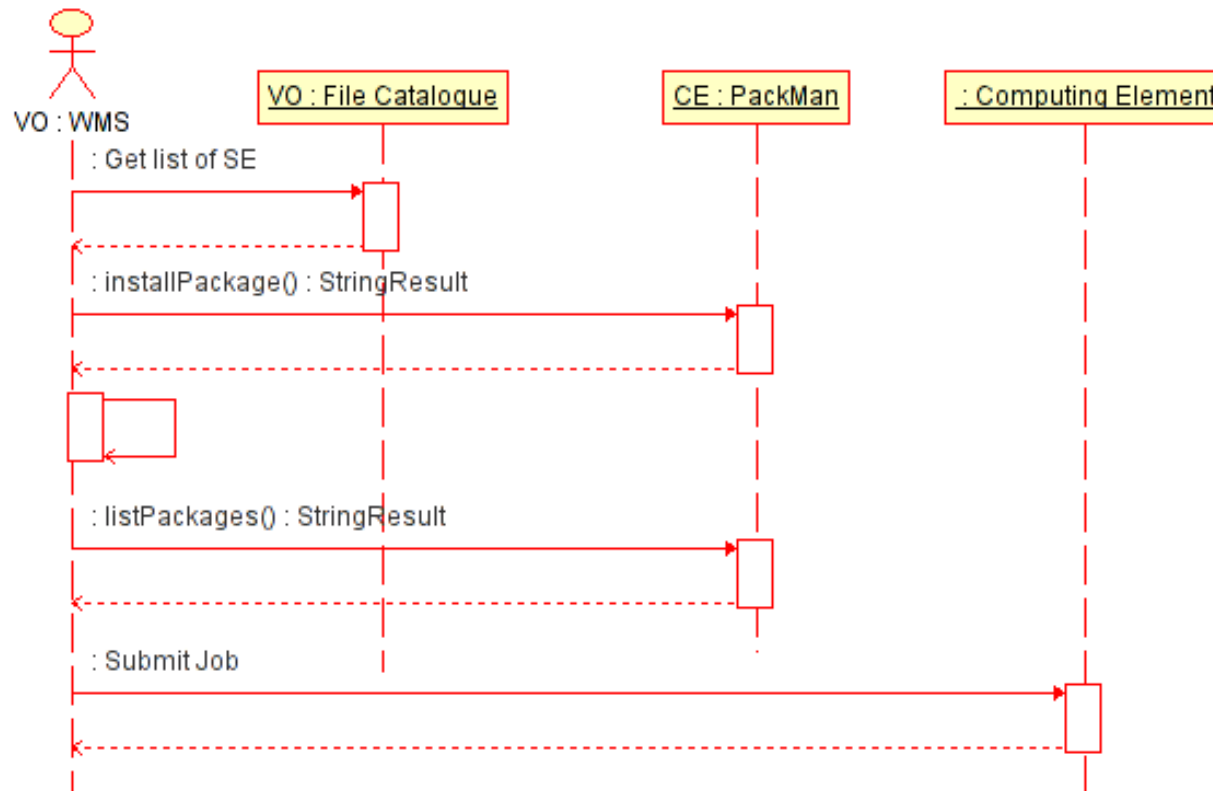 VO : WMS
VO : File Catalogue
CE : PackMan
: Computing Element
: Get list of SE
: installPackage() : StringResult
: listPackages() : StringResult
: Submit Job